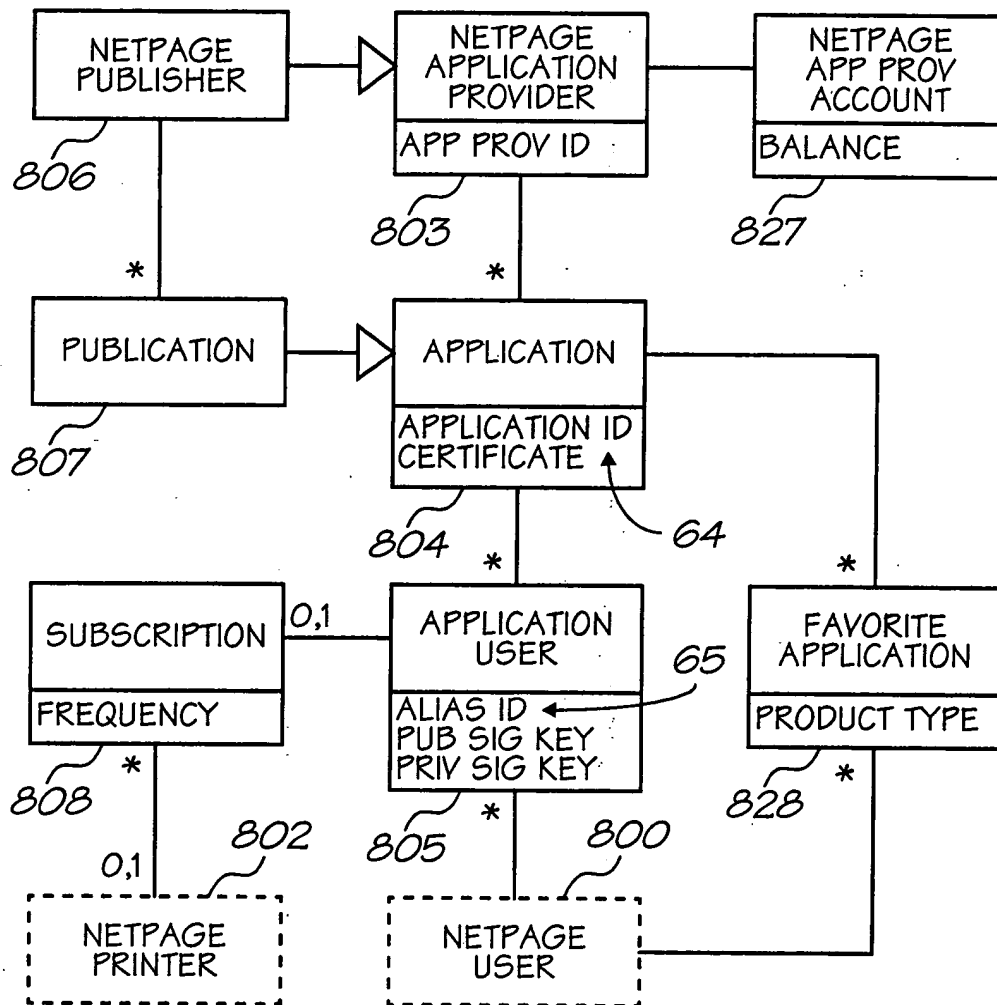 NETPAGE
PUBLISHER
806
NETPAGE
APPLICATION
PROVIDER
APP PROV ID
803
NETPAGE
APP PROV
ACCOUNT
BALANCE
827
*
*
PUBLICATION
807
APPLICATION
APPLICATION ID
CERTIFICATE
804
64
*
*
SUBSCRIPTION
FREQUENCY
808
0,1
APPLICATION
USER
ALIAS ID
PUB SIG KEY
PRIV SIG KEY
805
65
FAVORITE
APPLICATION
PRODUCT TYPE
828
*
*
*
0,1
802
800
NETPAGE
PRINTER
NETPAGE
USER